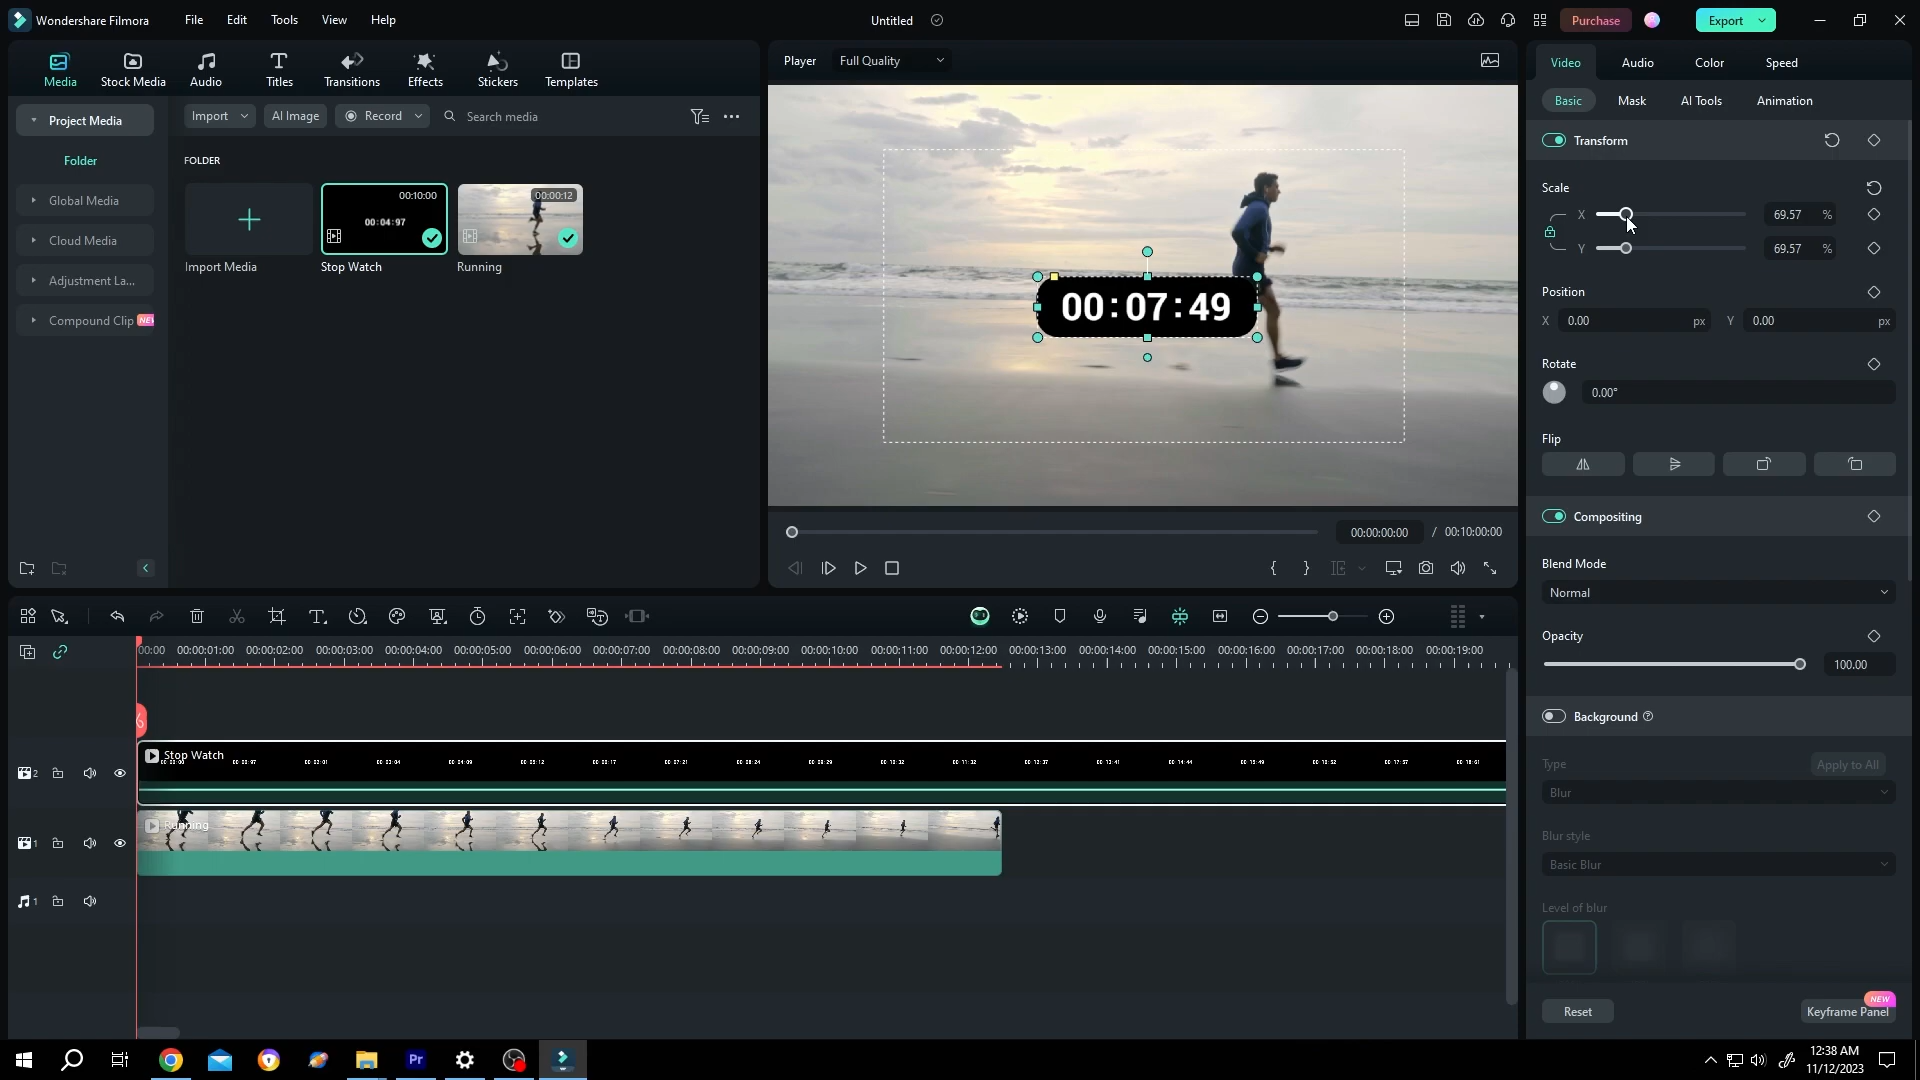 Wondershare Filmora File Edit Tools View Help Untitled Purchase Export
Media Stock Media Audio Titles Transitions Effects Stickers Templates
Player Full Quality
Video Audio Color Speed
Project Media
Import AI Image Record Search media
Basic Mask AI Tools Animation
Folder
FOLDER
Transform
Global Media
00:10:00
00:04:97
00:00:12
Scale
X 69.57 %
Y 69.57 %
Cloud Media
Import Media Stop Watch Running
Adjustment La...
Compound Clip NEW
00:07:49
Position
X 0.00 px Y 0.00 px
Rotate
0.00°
Flip
Compositing
00:00:00:00 / 00:10:00:00
Blend Mode
Normal
Opacity
100.00
00:00 00:00:01:00 00:00:02:00 00:00:03:00 00:00:04:00 00:00:05:00 00:00:06:00 00:00:07:00 00:00:08:00 00:00:09:00 00:00:10:00 00:00:11:00 00:00:12:00 00:00:13:00 00:00:14:00 00:00:15:00 00:00:16:00 00:00:17:00 00:00:18:00 00:00:19:00
Background
Stop Watch
2
Type Apply to All
Blur
Running
1
Blur style
Basic Blur
1
Level of blur
NEW
Reset Keyframe Panel
Pr
12:38 AM
11/12/2023